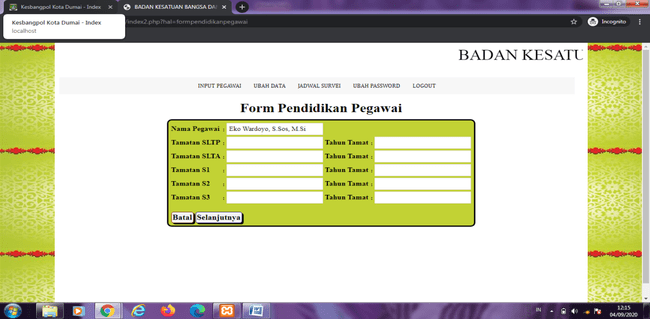 Kesbangpol Kota Dumai - Index
BADAN KESATUAN BANGSA DA
Kesbangpol Kota Dumai - Index
localhost
/index2.php?hal=formpendidikanpegawai
Incognito
BADAN KESATU
INPUT PEGAWAI UBAH DATA JADWAL SURVEI UBAH PASSWORD LOGOUT
Form Pendidikan Pegawai
Nama Pegawai : Eko Wardoyo, S.Sos, M.Si
Tamatan SLTP : Tahun Tamat :
Tamatan SLTA : Tahun Tamat :
Tamatan S1 : Tahun Tamat :
Tamatan S2 : Tahun Tamat :
Tamatan S3 : Tahun Tamat :
Batal Selanjutnya
IN
12:15
04/09/2020